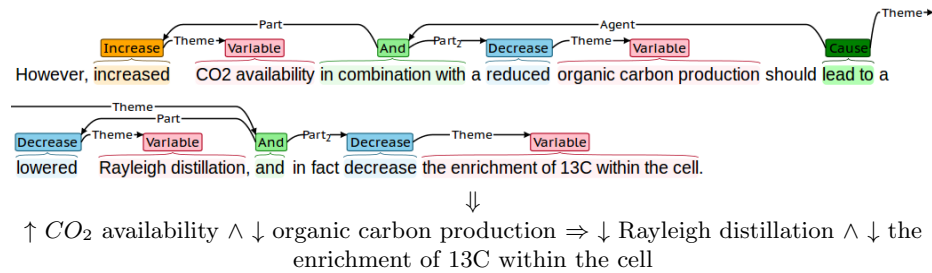 Part Agent Theme
Increase Theme Variable And Part2 Decrease Theme Variable Cause
However, increased CO2 availability in combination with a reduced organic carbon production should lead to a
Theme
Part
Decrease Theme Variable And Part2 Decrease Theme Variable
lowered Rayleigh distillation, and in fact decrease the enrichment of 13C within the cell.
⇓
↑ CO₂ availability ∧ ↓ organic carbon production ⇒ ↓ Rayleigh distillation ∧ ↓ the
enrichment of 13C within the cell